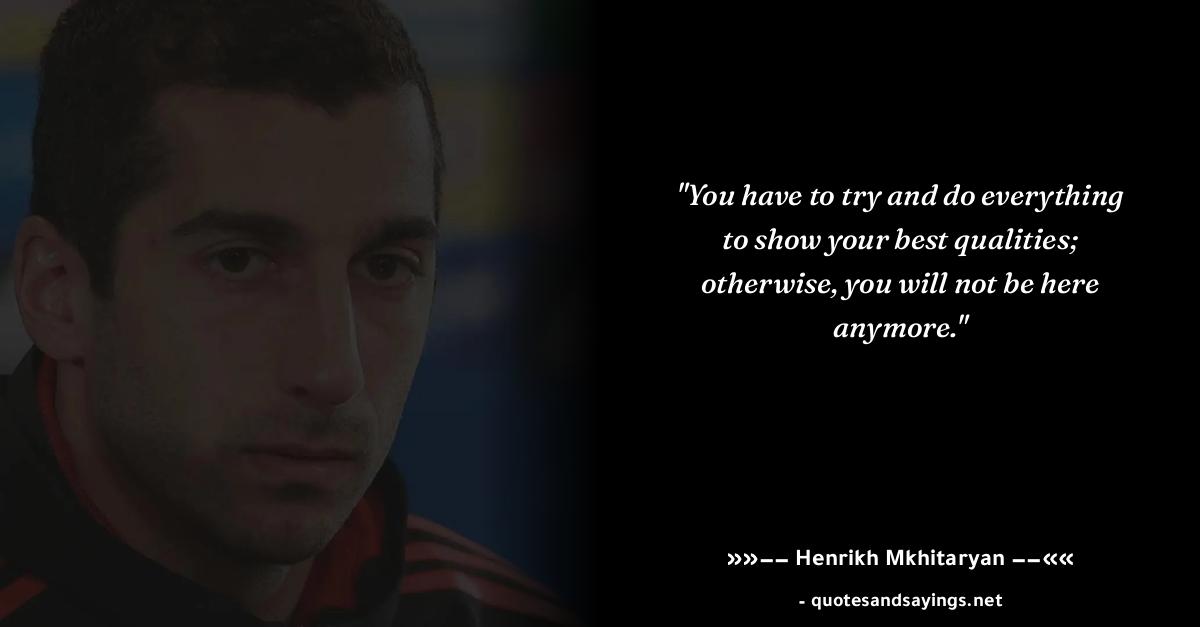 "You have to try and do everything
to show your best qualities;
otherwise, you will not be here
anymore."
»»–– Henrikh Mkhitaryan ––««
- quotesandsayings.net